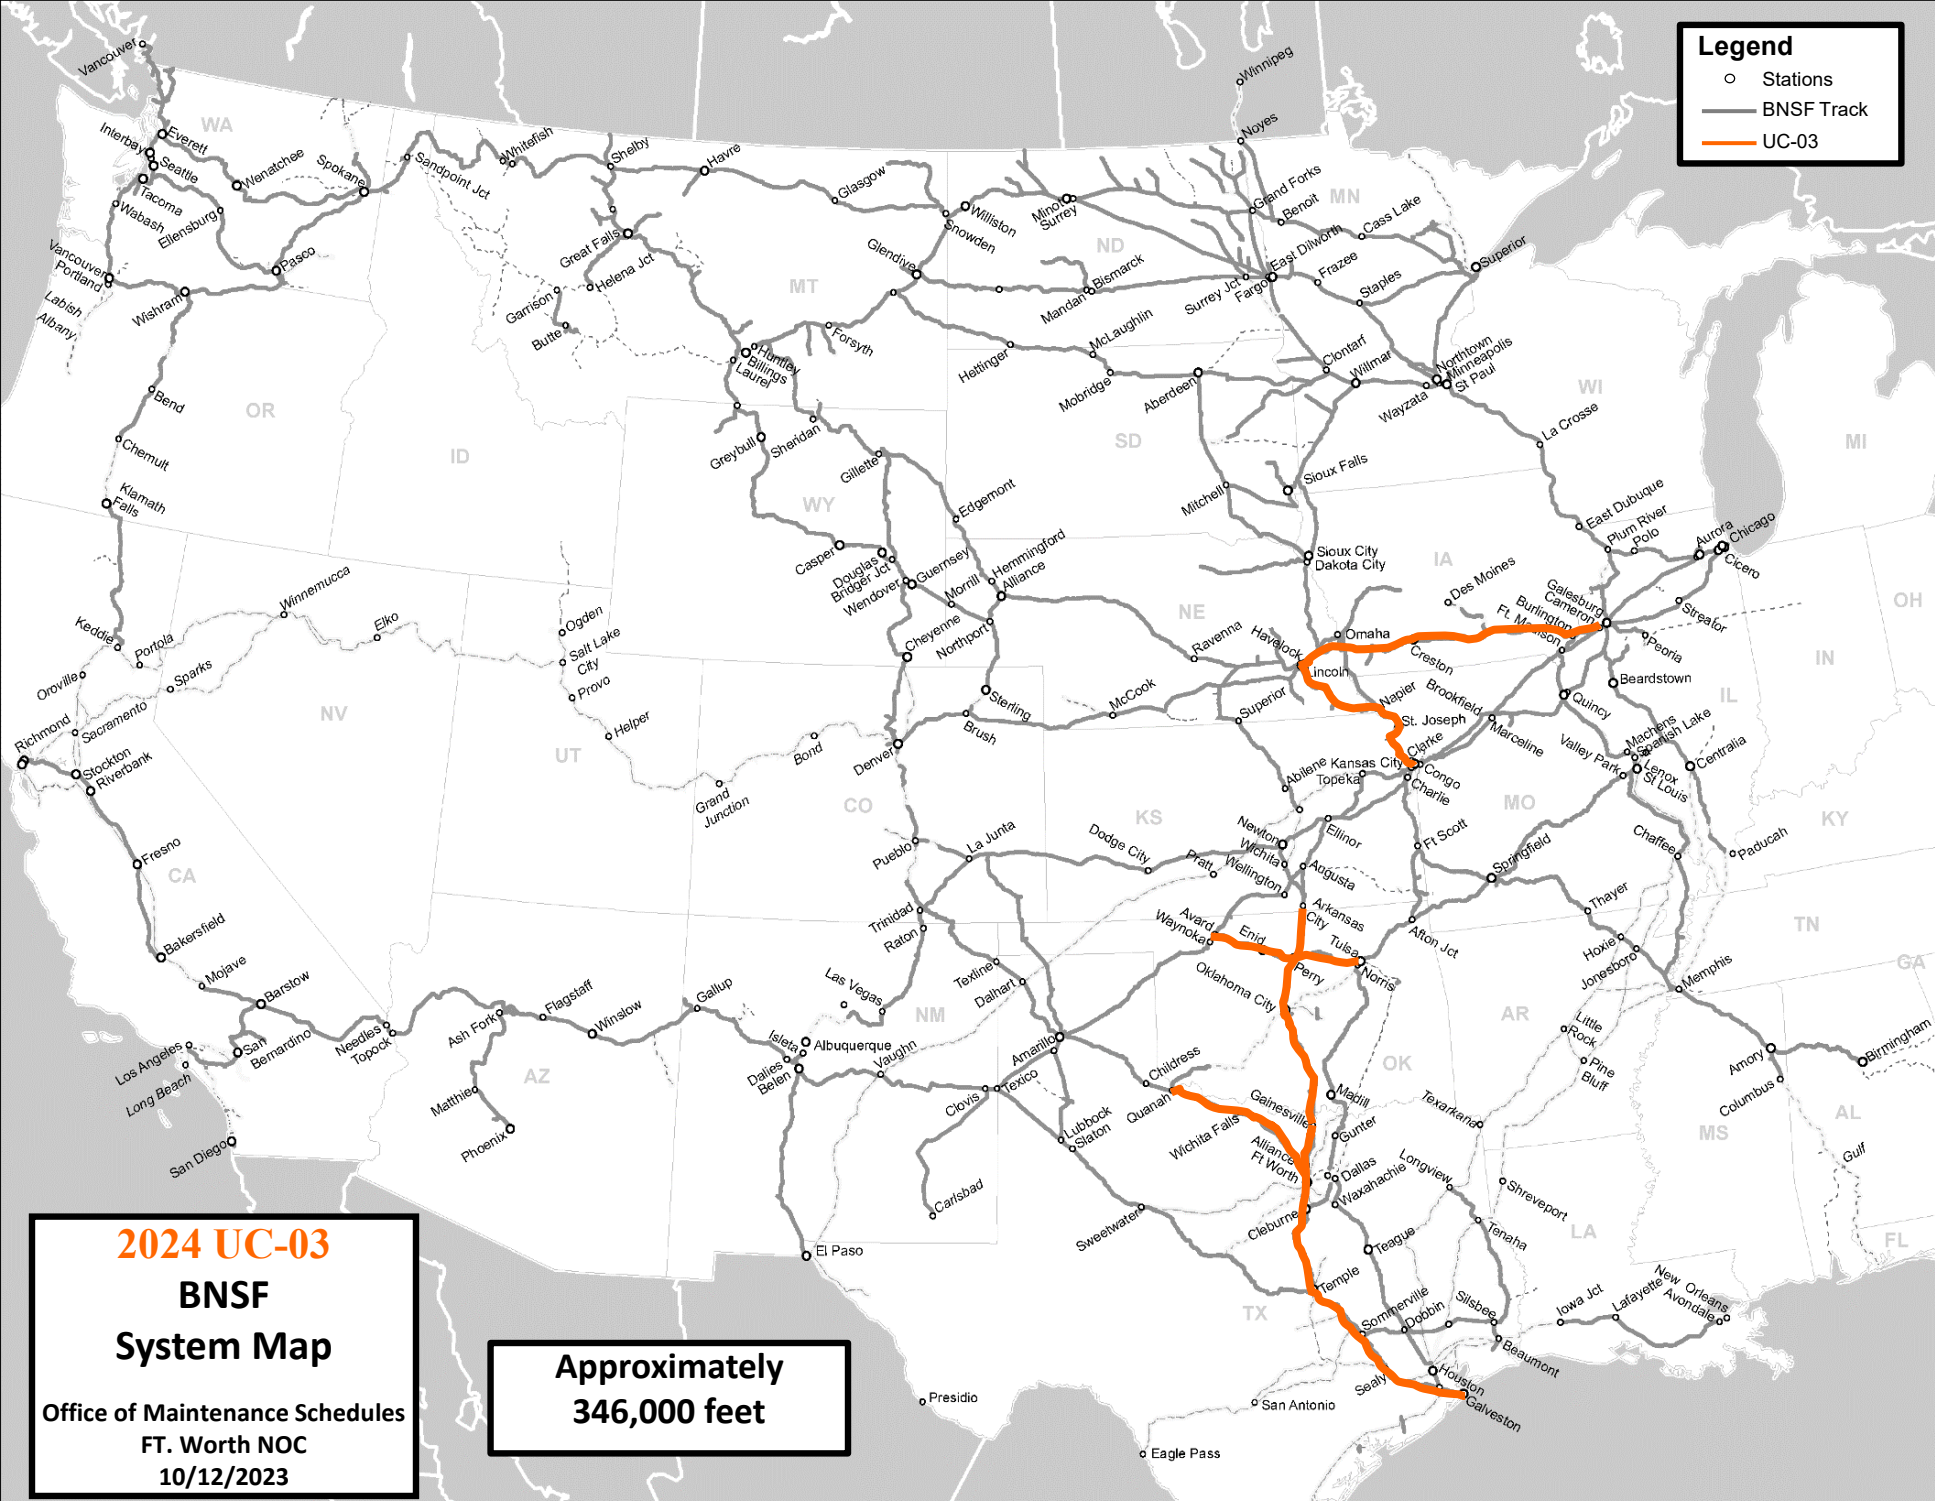 Legend
Stations
BNSF Track
UC-03
Vancouver
WA
Everett
Interbay
Seattle
Tacoma
Wabash
Ellensburg
Wenatchee
Spokane
Sandpoint Jct
Whitefish
Shelby
Havre
Glasgow
Williston
Snowden
Minot
Surrey
Winnipeg
Noyes
Grand Forks
Benoit
MN
Cass Lake
Superior
Vancouver
Portland
Labish
Albany
Wishram
Pasco
Great Falls
Helena Jct
Garrison
Butte
MT
Glendive
ND
Mandan
Bismarck
Surrey Jct
Fargo
East Dilworth
Frazee
Staples
Forsyth
Huntley
Billings
Laurel
Hettinger
McLaughlin
Mobridge
Aberdeen
Clontarf
Willmar
Wayzata
Northtown
Minneapolis
St Paul
WI
La Crosse
MI
Bend
OR
Chemult
Klamath
Falls
ID
Greybull
Sheridan
Gillette
WY
Edgemont
SD
Mitchell
Sioux Falls
East Dubuque
Plum River
Polo
Aurora
Chicago
Cicero
Casper
Douglas
Bridger Jct
Wendover
Guernsey
Morrill
Hemmingford
Alliance
Sioux City
Dakota City
IA
Des Moines
Galesburg
Cameron
Burlington
Ft. Madison
Streator
Peoria
OH
IN
IL
Keddie
Portola
Oroville
Sparks
Winnemucca
Elko
Ogden
Salt Lake
City
Provo
Helper
Cheyenne
Northport
NE
Ravenna
Havelock
Lincoln
Omaha
Creston
Richmond
Sacramento
Stockton
Riverbank
NV
UT
Grand
Junction
Bond
Denver
Sterling
Brush
McCook
Superior
Napier
St. Joseph
Brookfield
Marceline
Quincy
Beardstown
Machens
Spanish Lake
Valley Park
Lenox
St Louis
Centralia
CO
Abilene
Kansas City
Topeka
Clarke
Congo
Charlie
MO
KY
Fresno
CA
Pueblo
La Junta
Dodge City
KS
Pratt
Newton
Wichita
Wellington
Ellinor
Augusta
Ft Scott
Springfield
Chaffee
Paducah
Bakersfield
Mojave
Barstow
Trinidad
Raton
Avard
Waynoka
Enid
Arkansas
City
Tulsa
Perry
Norris
Afton Jct
Thayer
Hoxie
Jonesboro
Memphis
TN
GA
Las Vegas
Texline
Dalhart
Oklahoma City
NM
Los Angeles
Long Beach
San
Bernardino
Needles
Topock
Ash Fork
Flagstaff
Winslow
Gallup
Isleta
Albuquerque
Dalies
Belen
Vaughn
Amarillo
Clovis
Texico
Childress
Quanah
OK
AR
Little
Rock
Pine
Bluff
Amory
Columbus
Birmingham
San Diego
AZ
Matthie
Phoenix
Lubbock
Slaton
Wichita Falls
Gainesville
Madill
Gunter
Texarkana
MS
AL
Gulf
Carlsbad
Alliance
Ft Worth
Dallas
Waxahachie
Longview
Shreveport
Sweetwater
Cleburne
Teague
Tenaha
LA
FL
El Paso
Temple
TX
Sommerville
Dobbin
Silsbee
Beaumont
Iowa Jct
Lafayette
New Orleans
Avondale
Sealy
Houston
Galveston
Presidio
San Antonio
Eagle Pass
2024 UC-03
BNSF
System Map
Office of Maintenance Schedules
FT. Worth NOC
10/12/2023
Approximately
346,000 feet